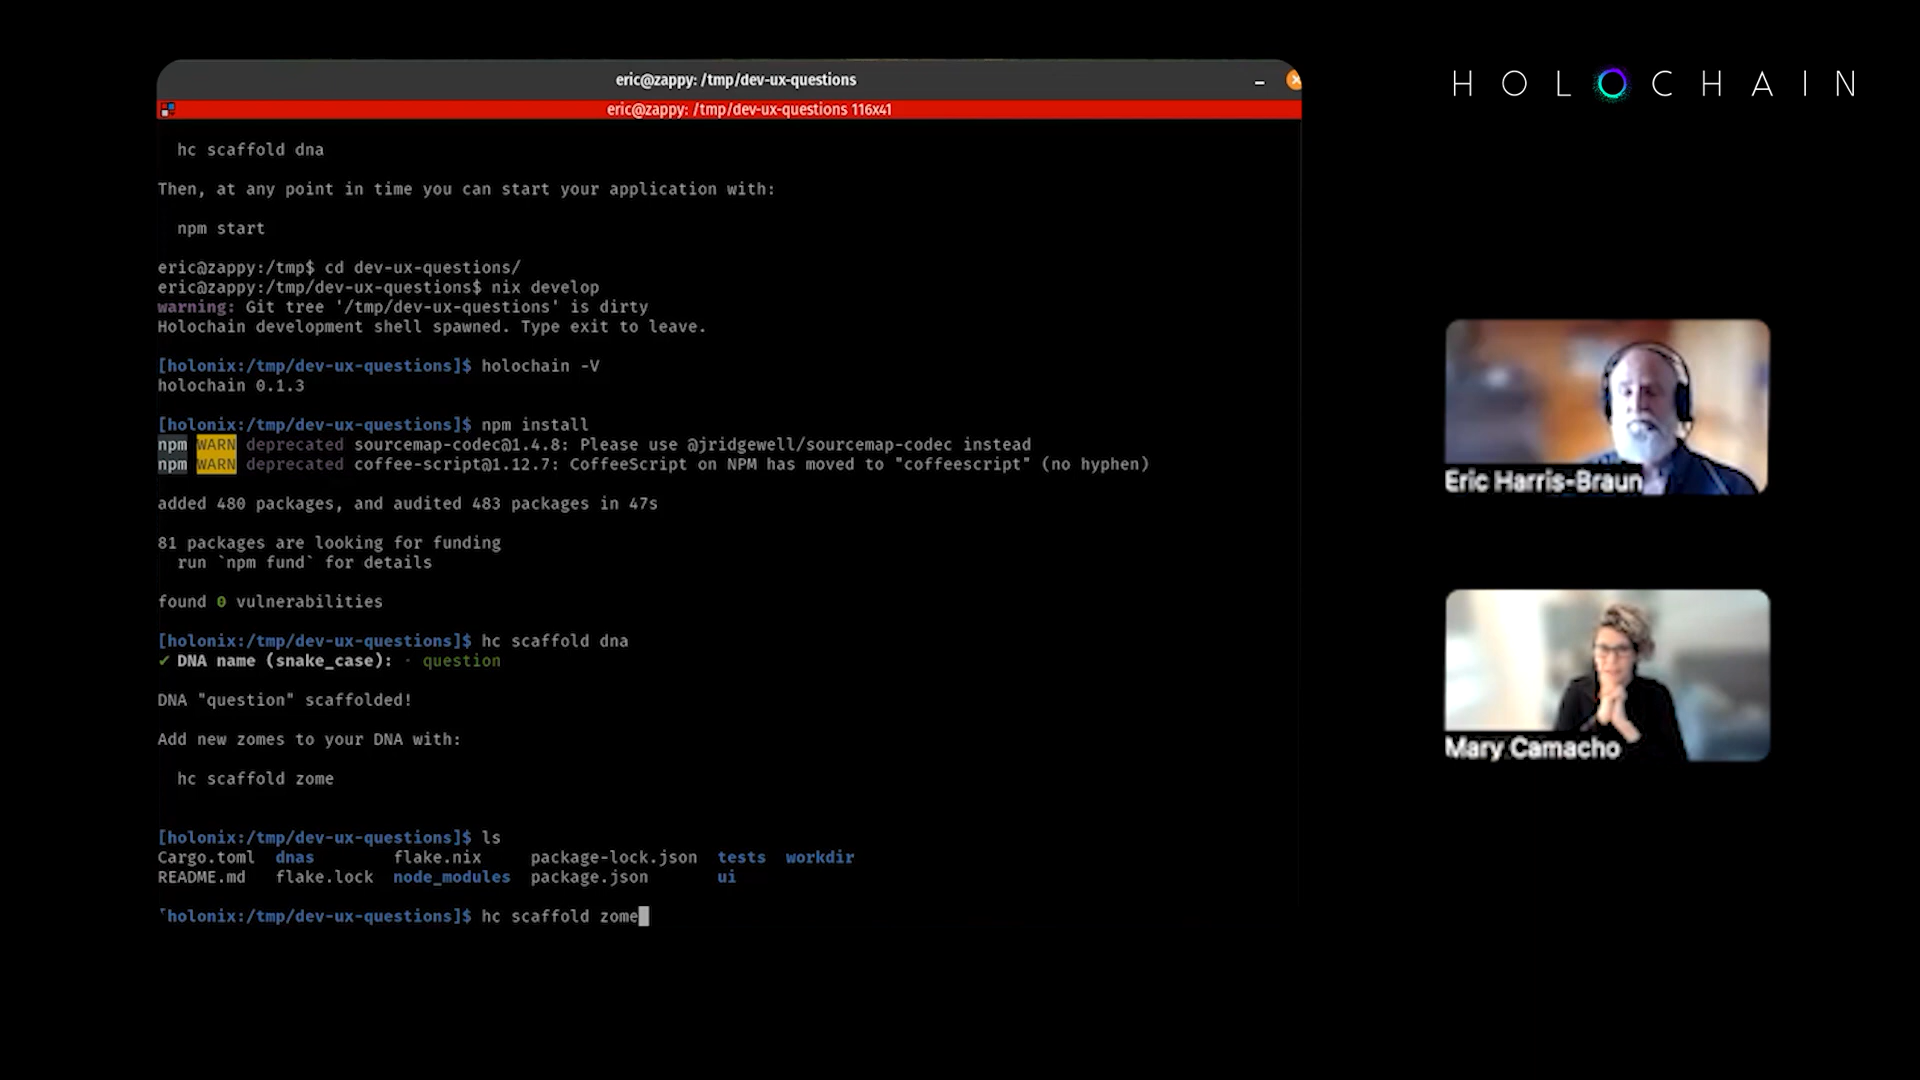 eric@zappy: /tmp/dev-ux-questions
eric@zappy: /tmp/dev-ux-questions 116x41
HOLOCHAIN
hc scaffold dna
Then, at any point in time you can start your application with:
npm start
eric@zappy:/tmp$ cd dev-ux-questions/
eric@zappy:/tmp/dev-ux-questions$ nix develop
warning: Git tree '/tmp/dev-ux-questions' is dirty
Holochain development shell spawned. Type exit to leave.
[holonix:/tmp/dev-ux-questions]$ holochain -V
holochain 0.1.3
[holonix:/tmp/dev-ux-questions]$ npm install
npm WARN deprecated sourcemap-codec@1.4.8: Please use @jridgewell/sourcemap-codec instead
npm WARN deprecated coffee-script@1.12.7: CoffeeScript on NPM has moved to "coffeescript" (no hyphen)
added 480 packages, and audited 483 packages in 47s
81 packages are looking for funding
run `npm fund` for details
found 0 vulnerabilities
[holonix:/tmp/dev-ux-questions]$ hc scaffold dna
✔ DNA name (snake_case): · question
DNA "question" scaffolded!
Add new zomes to your DNA with:
hc scaffold zome
[holonix:/tmp/dev-ux-questions]$ ls
Cargo.toml dnas flake.nix package-lock.json tests workdir
README.md flake.lock node_modules package.json ui
[holonix:/tmp/dev-ux-questions]$ hc scaffold zome
Eric Harris-Braun
Mary Camacho